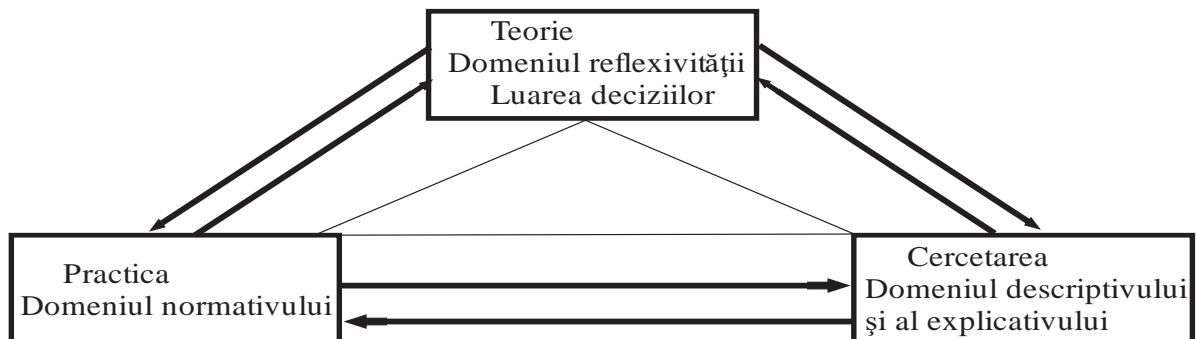 Teorie
Domeniul reflexivităţii
Luarea deciziilor
Practica
Domeniul normativului
Cercetarea
Domeniul descriptivului
şi al explicativului